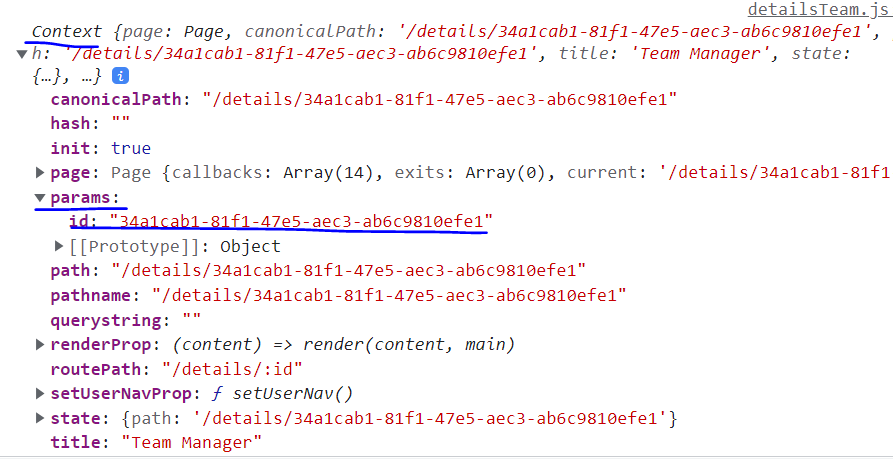 detailsTeam.js
Context {page: Page, canonicalPath: '/details/34a1cab1-81f1-47e5-aec3-ab6c9810efe1',
h: '/details/34a1cab1-81f1-47e5-aec3-ab6c9810efe1', title: 'Team Manager', state:
{…}, …} i
canonicalPath: "/details/34a1cab1-81f1-47e5-aec3-ab6c9810efe1"
hash: ""
init: true
page: Page {callbacks: Array(14), exits: Array(0), current: '/details/34a1cab1-81f1
params:
id: "34a1cab1-81f1-47e5-aec3-ab6c9810efe1"
[[Prototype]]: Object
path: "/details/34a1cab1-81f1-47e5-aec3-ab6c9810efe1"
pathname: "/details/34a1cab1-81f1-47e5-aec3-ab6c9810efe1"
querystring: ""
renderProp: (content) => render(content, main)
routePath: "/details/:id"
setUserNavProp: ƒ setUserNav()
state: {path: '/details/34a1cab1-81f1-47e5-aec3-ab6c9810efe1'}
title: "Team Manager"